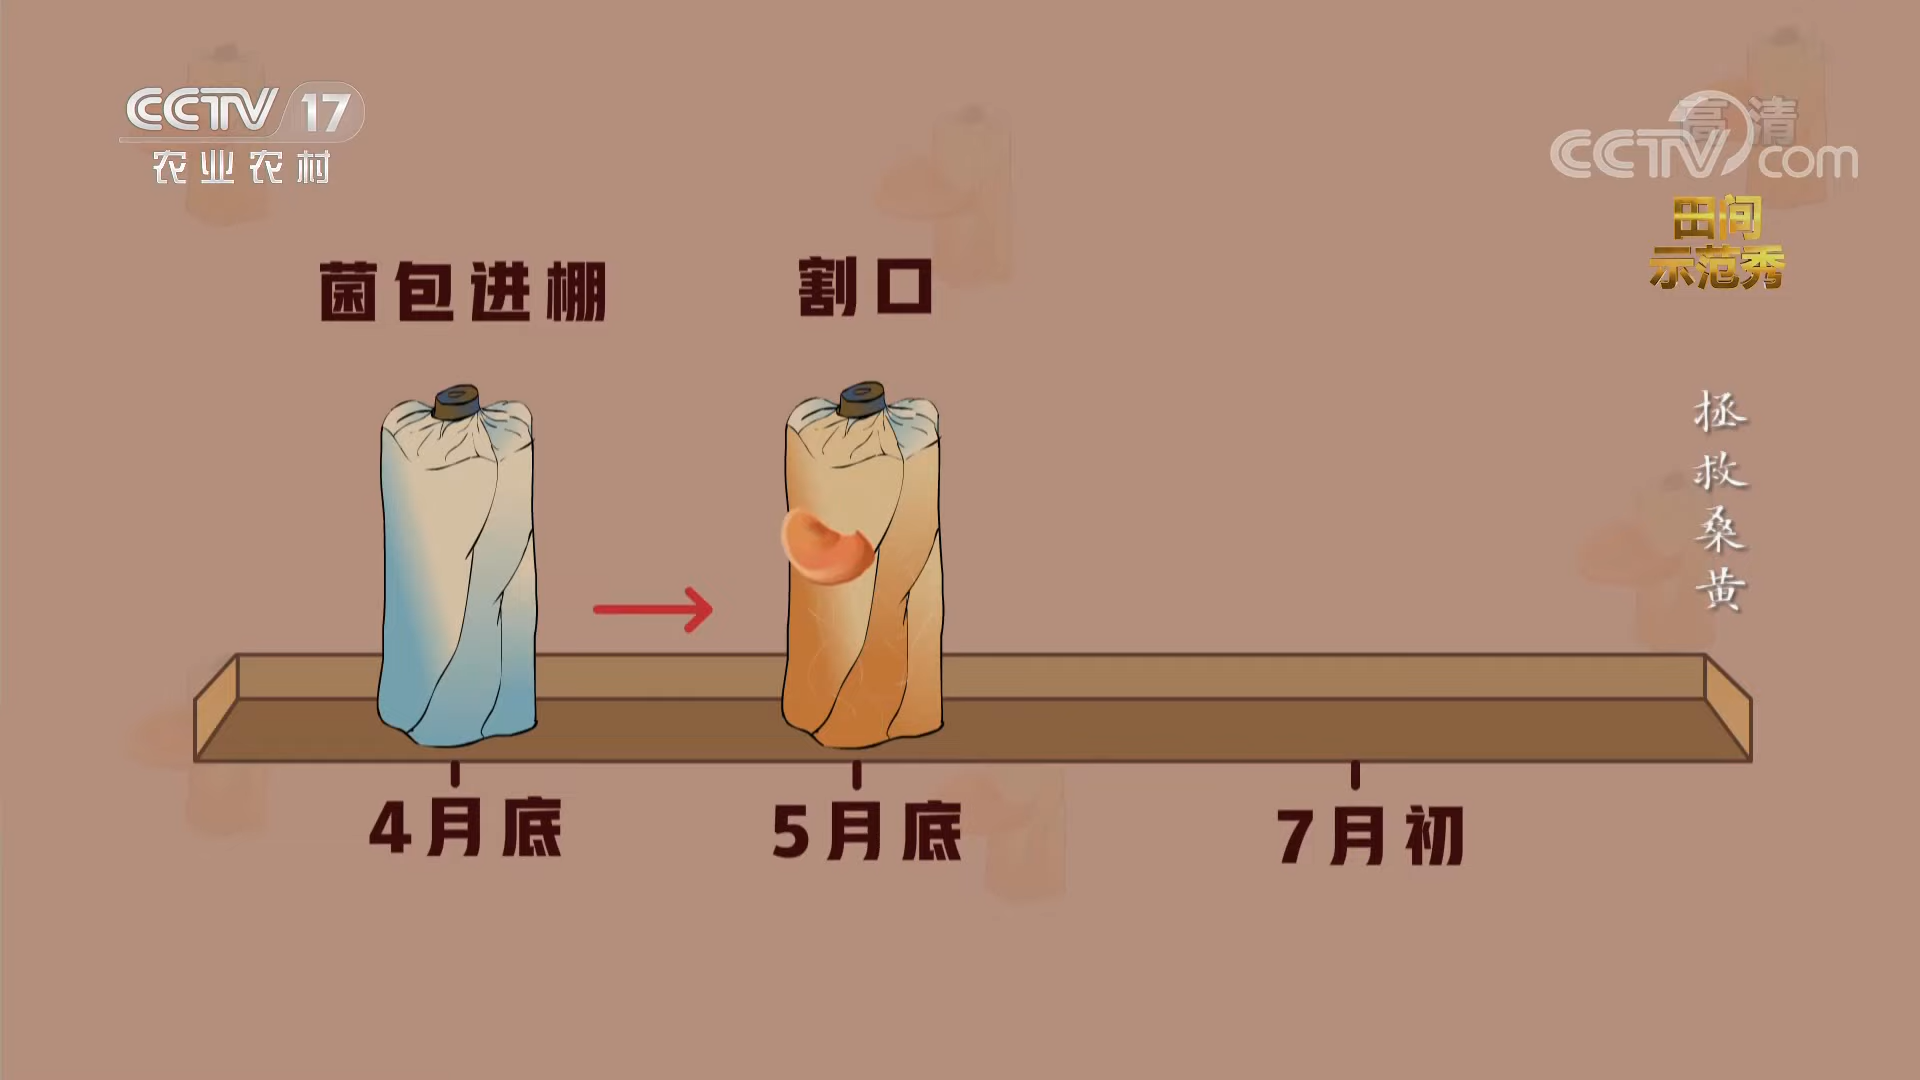 CCTV 17
农业农村
高清
CCTV com
田间
示范秀
菌包进棚
割口
拯救桑黄
4月底
5月底
7月初